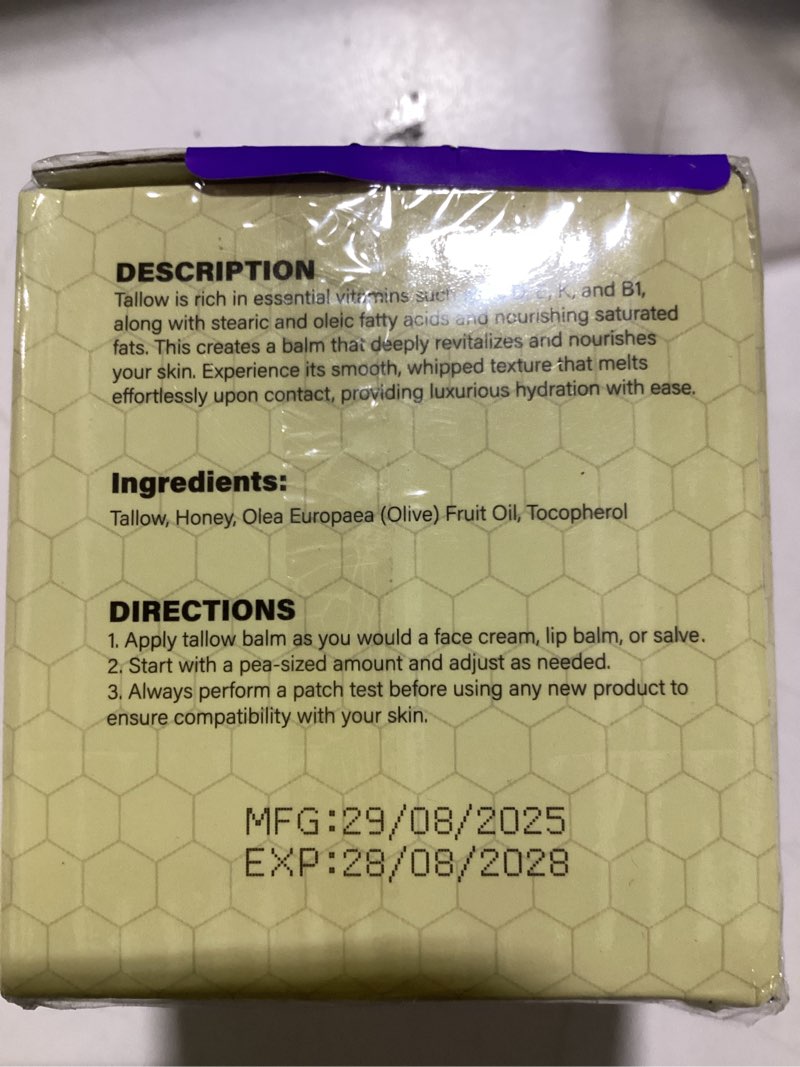 DESCRIPTION
Tallow is rich in essential vitamins such K, and B1,
along with stearic and oleic fatty acids and nourishing saturated
fats. This creates a balm that deeply revitalizes and nourishes
your skin. Experience its smooth, whipped texture that melts
effortlessly upon contact, providing luxurious hydration with ease.
Ingredients:
Tallow, Honey, Olea Europaea (Olive) Fruit Oil, Tocopherol
DIRECTIONS
1. Apply tallow balm as you would a face cream, lip balm, or salve.
2. Start with a pea-sized amount and adjust as needed.
3. Always perform a patch test before using any new product to
ensure compatibility with your skin.
MFG:29/08/2025
EXP:28/08/2028